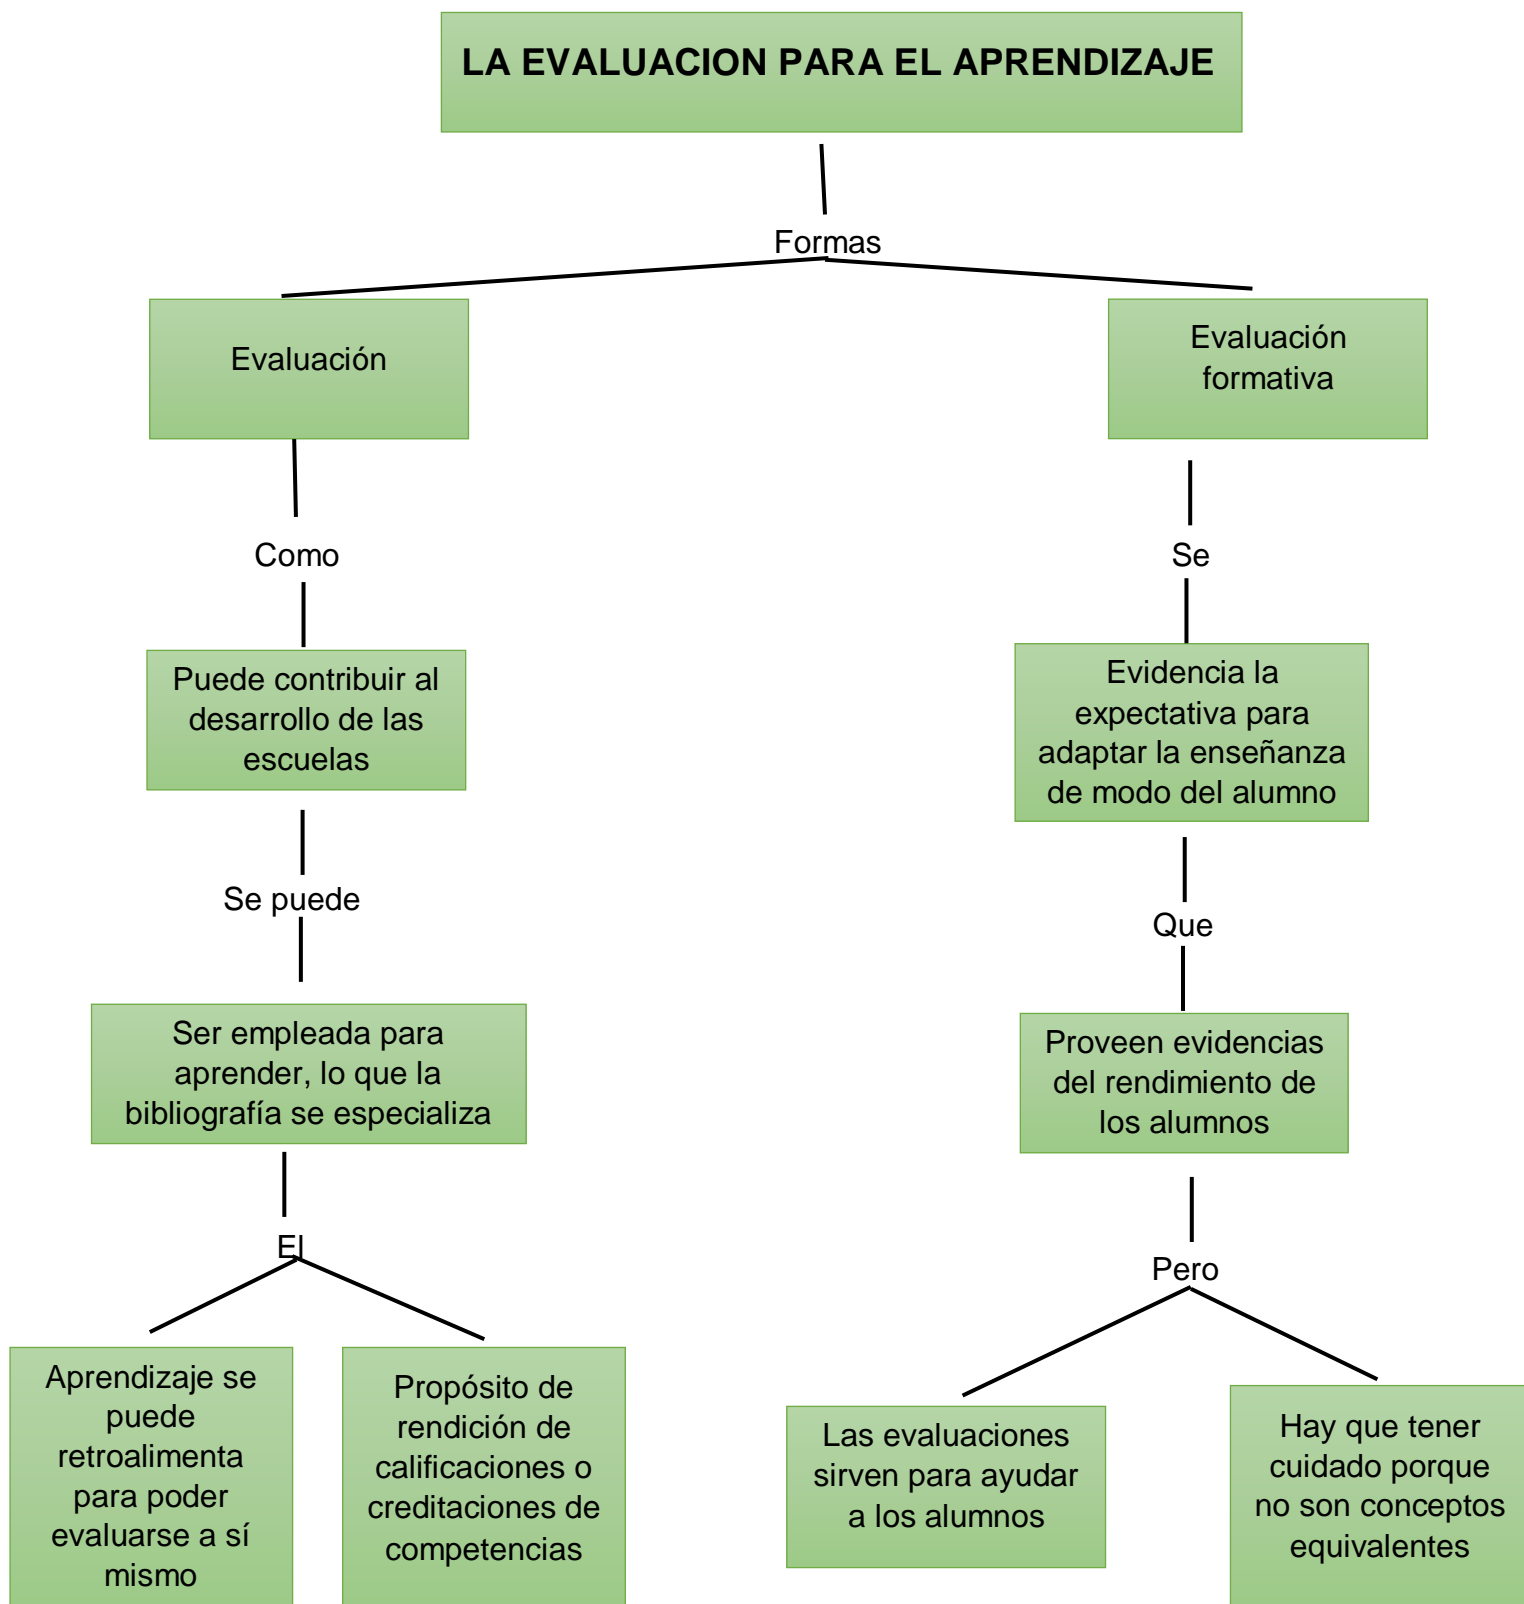 LA EVALUACION PARA EL APRENDIZAJE
Formas
Evaluación
Evaluación
formativa
Como
Se
Puede contribuir al
desarrollo de las
escuelas
Evidencia la
expectativa para
adaptar la enseñanza
de modo del alumno
Se puede
Que
Ser empleada para
aprender, lo que la
bibliografía se especializa
Proveen evidencias
del rendimiento de
los alumnos
El
Pero
Aprendizaje se
puede
retroalimenta
para poder
evaluarse a sí
mismo
Propósito de
rendición de
calificaciones o
creditaciones de
competencias
Las evaluaciones
sirven para ayudar
a los alumnos
Hay que tener
cuidado porque
no son conceptos
equivalentes